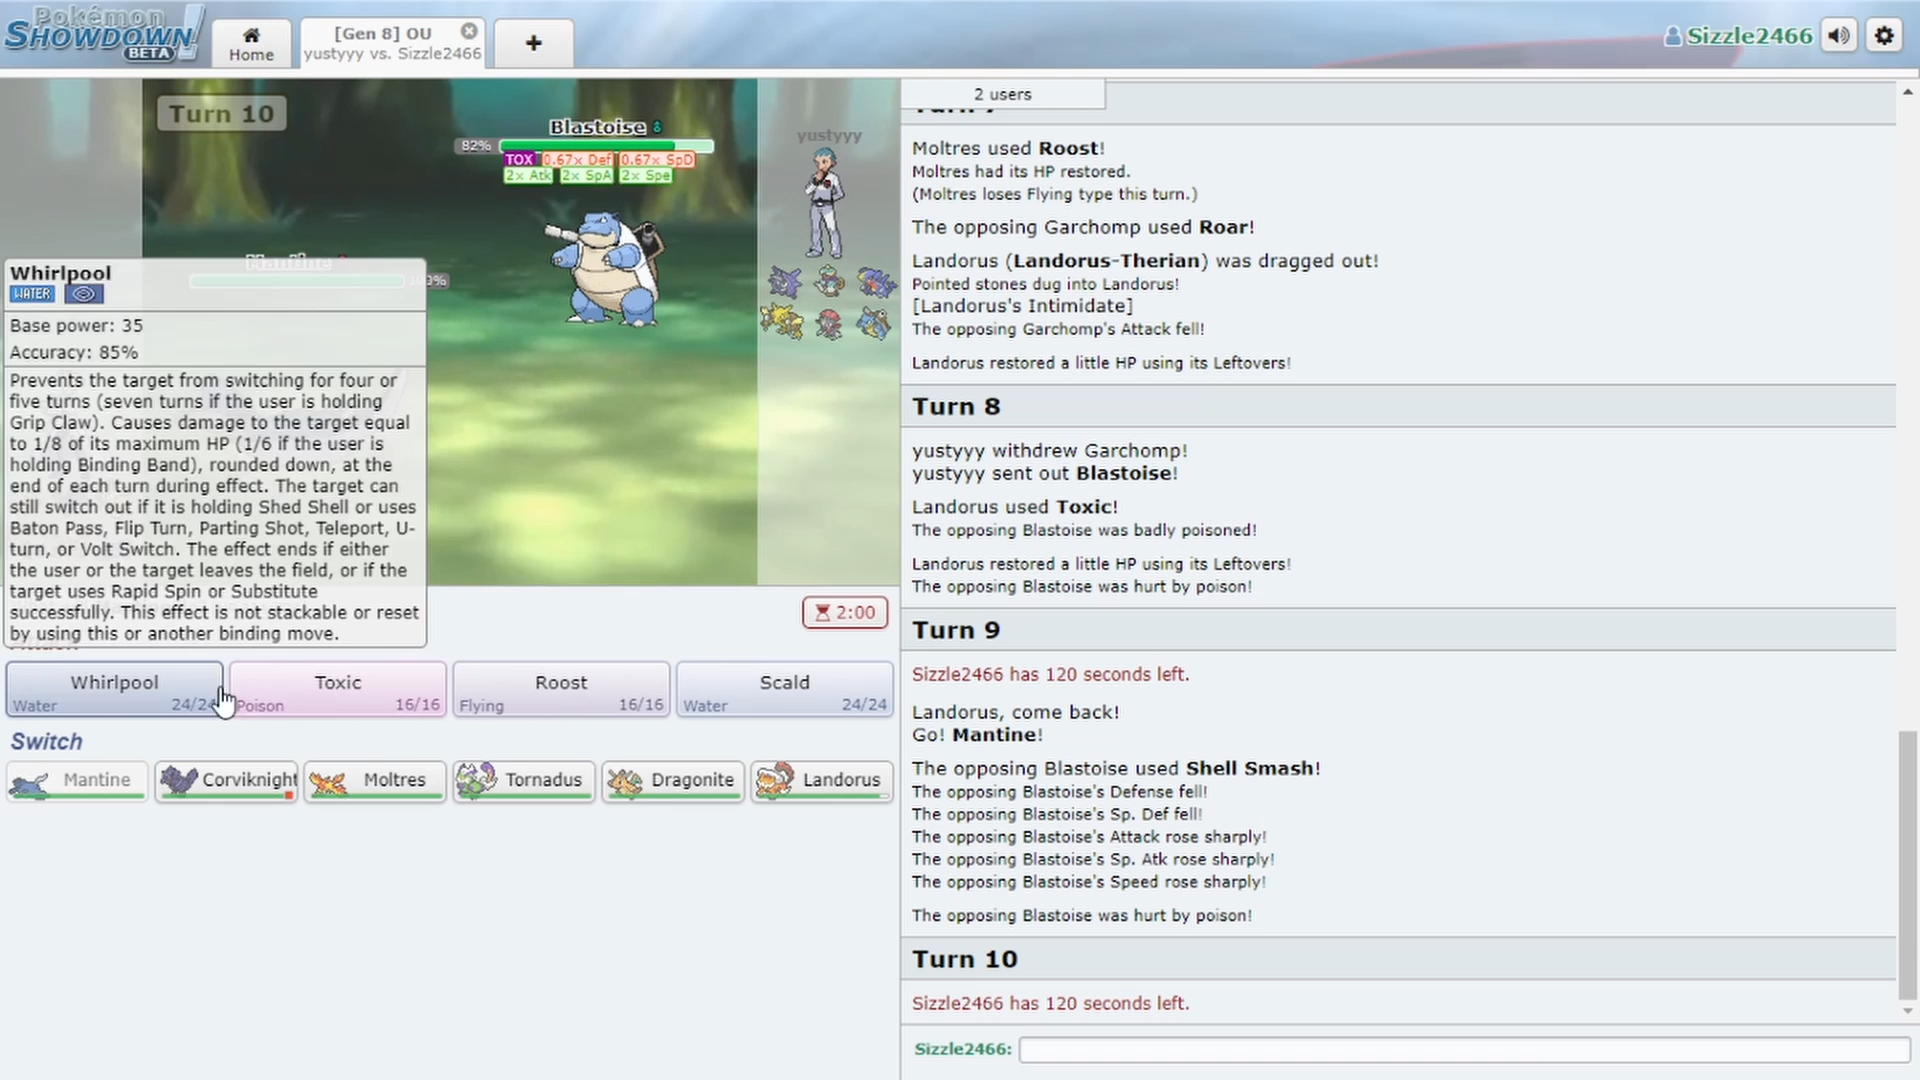 Pokémon
SHOWDOWN!
BETA
Home
[Gen 8] OU
yustyyy vs. Sizzle2466
+
Sizzle2466
Turn 10
Blastoise
82%
TOX 0.67× Def 0.67× SpD
2× Atk 2× SpA 2× Spe
yustyyy
Mantine
Whirlpool
WATER
Base power: 35
Accuracy: 85%
Prevents the target from switching for four or
five turns (seven turns if the user is holding
Grip Claw). Causes damage to the target equal
to 1/8 of its maximum HP (1/6 if the user is
holding Binding Band), rounded down, at the
end of each turn during effect. The target can
still switch out if it is holding Shed Shell or uses
Baton Pass, Flip Turn, Parting Shot, Teleport, U-
turn, or Volt Switch. The effect ends if either
the user or the target leaves the field, or if the
target uses Rapid Spin or Substitute
successfully. This effect is not stackable or reset
by using this or another binding move.
2:00
Whirlpool
Water 24/24
Toxic
Poison 16/16
Roost
Flying 16/16
Scald
Water 24/24
Switch
Mantine
Corviknight
Moltres
Tornadus
Dragonite
Landorus
2 users
Moltres used Roost!
Moltres had its HP restored.
(Moltres loses Flying type this turn.)
The opposing Garchomp used Roar!
Landorus (Landorus-Therian) was dragged out!
Pointed stones dug into Landorus!
[Landorus's Intimidate]
The opposing Garchomp's Attack fell!
Landorus restored a little HP using its Leftovers!
Turn 8
yustyyy withdrew Garchomp!
yustyyy sent out Blastoise!
Landorus used Toxic!
The opposing Blastoise was badly poisoned!
Landorus restored a little HP using its Leftovers!
The opposing Blastoise was hurt by poison!
Turn 9
Sizzle2466 has 120 seconds left.
Landorus, come back!
Go! Mantine!
The opposing Blastoise used Shell Smash!
The opposing Blastoise's Defense fell!
The opposing Blastoise's Sp. Def fell!
The opposing Blastoise's Attack rose sharply!
The opposing Blastoise's Sp. Atk rose sharply!
The opposing Blastoise's Speed rose sharply!
The opposing Blastoise was hurt by poison!
Turn 10
Sizzle2466 has 120 seconds left.
Sizzle2466: